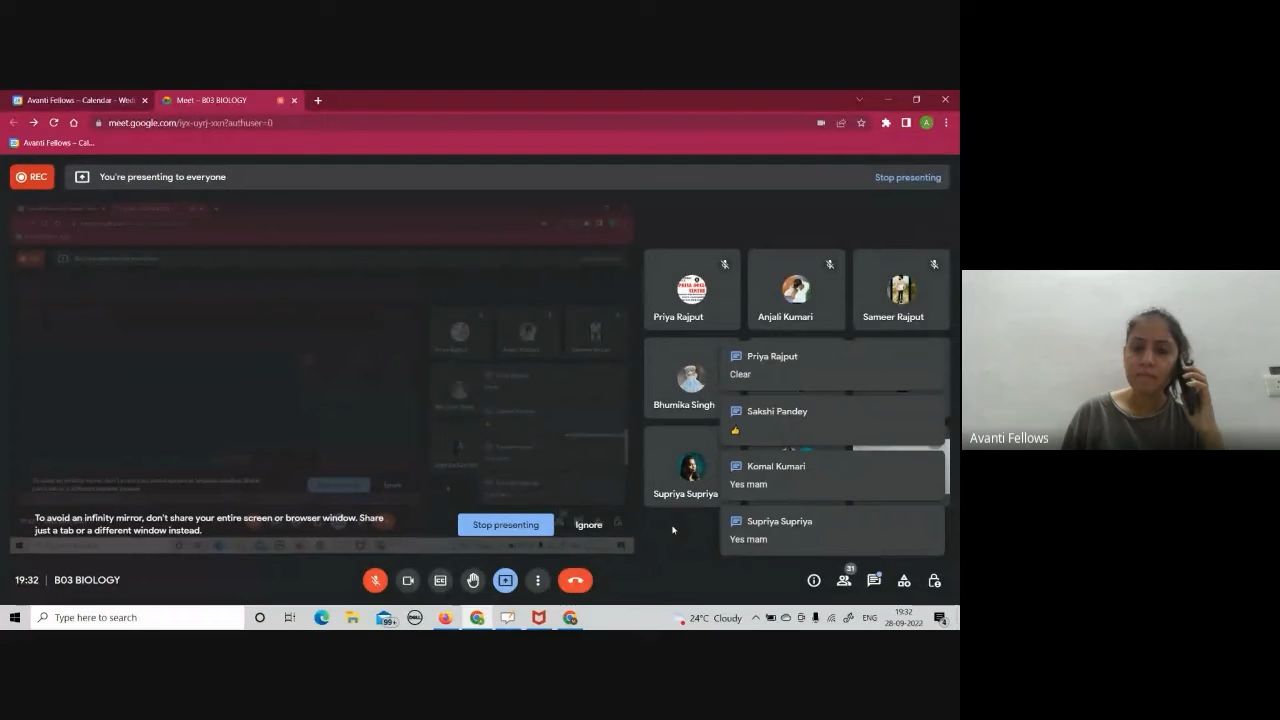 Avanti Fellows – Calendar - Wed
Meet – B03 BIOLOGY
meet.google.com/iyx-uyrj-xxn?authuser=0
A
Avanti Fellows – Cal...
REC
You're presenting to everyone
Stop presenting
Priya Rajput
Anjali Kumari
Sameer Rajput
Priya Rajput
Clear
Bhumika Singh
Sakshi Pandey
👍
Komal Kumari
Yes mam
Supriya Supriya
Supriya Supriya
Yes mam
To avoid an infinity mirror, don't share your entire screen or browser window. Share
just a tab or a different window instead.
Stop presenting
Ignore
Avanti Fellows
19:32 | B03 BIOLOGY
31
Type here to search
99+
DELL
24°C Cloudy
ENG
19:32
28-09-2022
4